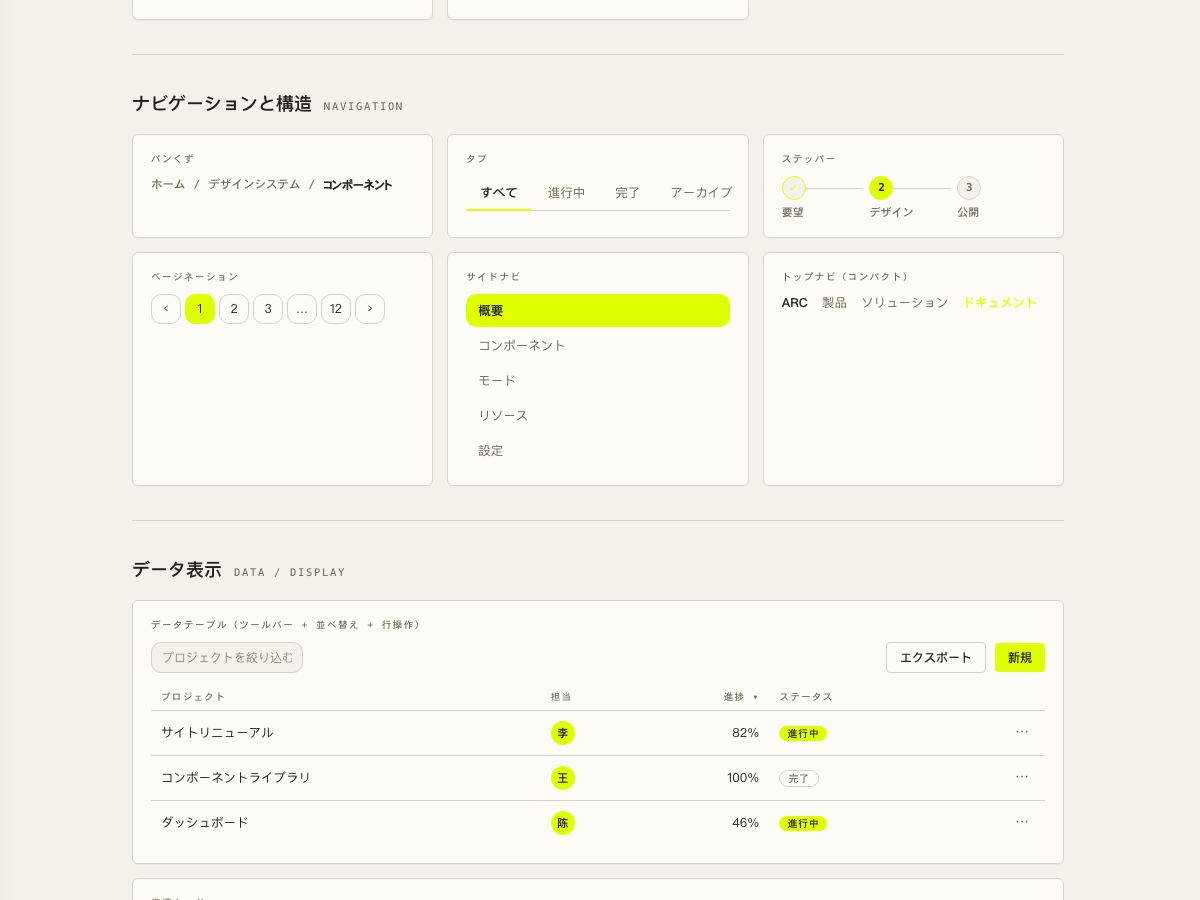 ナビゲーションと構造 NAVIGATION
パンくず
ホーム / デザインシステム / コンポーネント
タブ
すべて 進行中 完了 アーカイブ
ステッパー
✓ 2 3
要望 デザイン 公開
ページネーション
‹ 1 2 3 … 12 ›
サイドナビ
概要
コンポーネント
モード
リソース
設定
トップナビ（コンパクト）
ARC 製品 ソリューション ドキュメント
データ表示 DATA / DISPLAY
データテーブル（ツールバー + 並べ替え + 行操作）
プロジェクトを絞り込む エクスポート 新規
プロジェクト 担当 進捗 ▾ ステータス
サイトリニューアル 李 82% 進行中 …
コンポーネントライブラリ 王 100% 完了 …
ダッシュボード 陈 46% 進行中 …